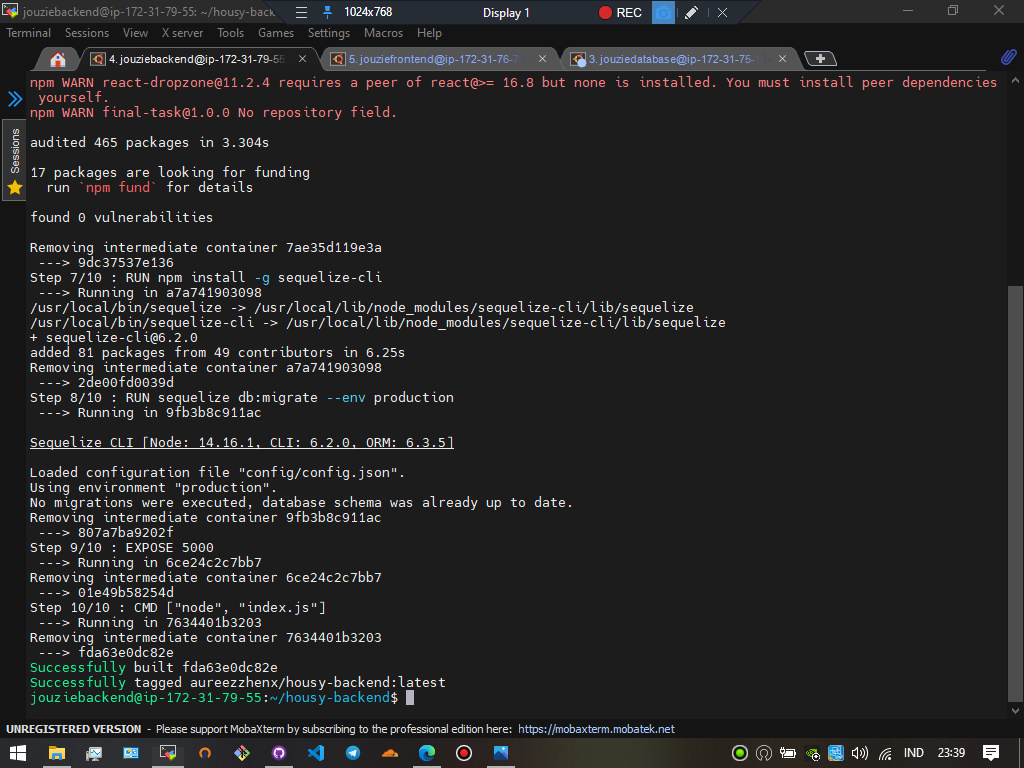 jouziebackend@ip-172-31-79-55: ~/housy-back
1024x768
Display 1
REC
Terminal Sessions View X server Tools Games Settings Macros Help
4. jouziebackend@ip-172-31-79-55
5. jouziefrontend@ip-172-31-76-7
3. jouziedatabase@ip-172-31-75-
Sessions
npm WARN react-dropzone@11.2.4 requires a peer of react@>= 16.8 but none is installed. You must install peer dependencies
yourself.
npm WARN final-task@1.0.0 No repository field.
audited 465 packages in 3.304s
17 packages are looking for funding
run `npm fund` for details
found 0 vulnerabilities
Removing intermediate container 7ae35d119e3a
---> 9dc37537e136
Step 7/10 : RUN npm install -g sequelize-cli
---> Running in a7a741903098
/usr/local/bin/sequelize -> /usr/local/lib/node_modules/sequelize-cli/lib/sequelize
/usr/local/bin/sequelize-cli -> /usr/local/lib/node_modules/sequelize-cli/lib/sequelize
+ sequelize-cli@6.2.0
added 81 packages from 49 contributors in 6.25s
Removing intermediate container a7a741903098
---> 2de00fd0039d
Step 8/10 : RUN sequelize db:migrate --env production
---> Running in 9fb3b8c911ac
Sequelize CLI [Node: 14.16.1, CLI: 6.2.0, ORM: 6.3.5]
Loaded configuration file "config/config.json".
Using environment "production".
No migrations were executed, database schema was already up to date.
Removing intermediate container 9fb3b8c911ac
---> 807a7ba9202f
Step 9/10 : EXPOSE 5000
---> Running in 6ce24c2c7bb7
Removing intermediate container 6ce24c2c7bb7
---> 01e49b58254d
Step 10/10 : CMD ["node", "index.js"]
---> Running in 7634401b3203
Removing intermediate container 7634401b3203
---> fda63e0dc82e
Successfully built fda63e0dc82e
Successfully tagged aureezzhenx/housy-backend:latest
jouziebackend@ip-172-31-79-55:~/housy-backend$
UNREGISTERED VERSION - Please support MobaXterm by subscribing to the professional edition here: https://mobaxterm.mobatek.net
IND 23:39